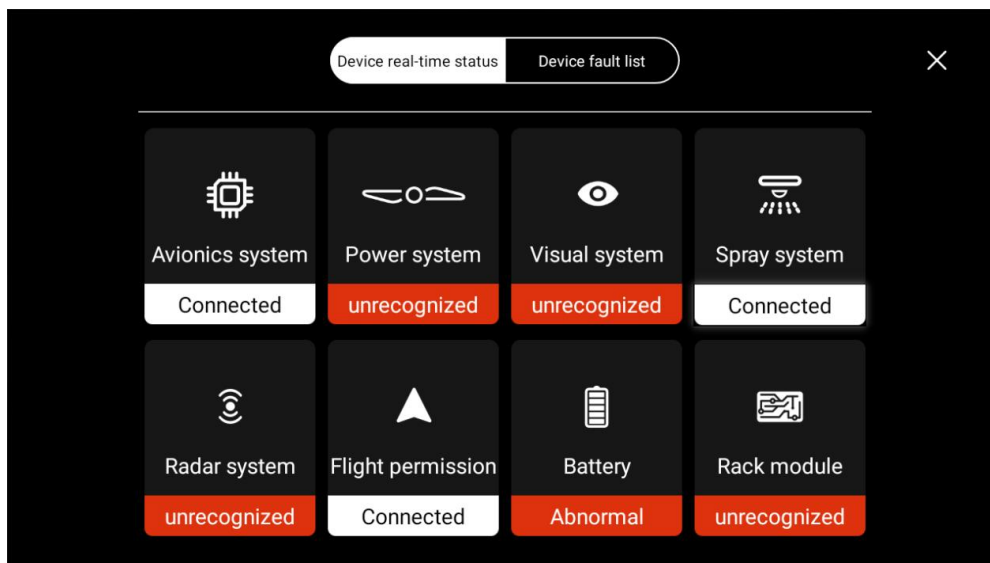 Device real-time status
Device fault list
Avionics system
Power system
Visual system
Spray system
Connected
unrecognized
unrecognized
Connected
Radar system
Flight permission
Battery
Rack module
unrecognized
Connected
Abnormal
unrecognized